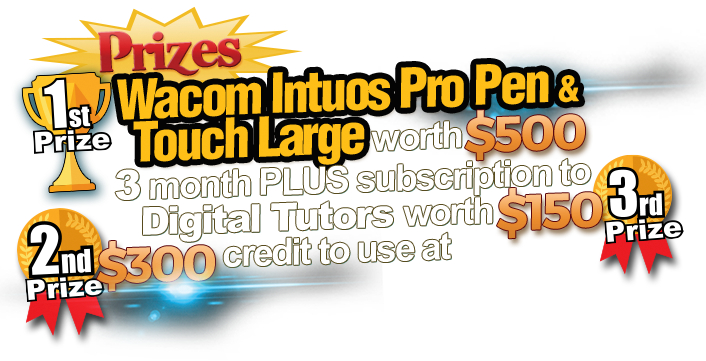 Prizes
1st
Prize
Wacom Intuos Pro Pen &
Touch Large worth $500
3 month PLUS subscription to
Digital Tutors worth $150
3rd
Prize
2nd
Prize
$300 credit to use at